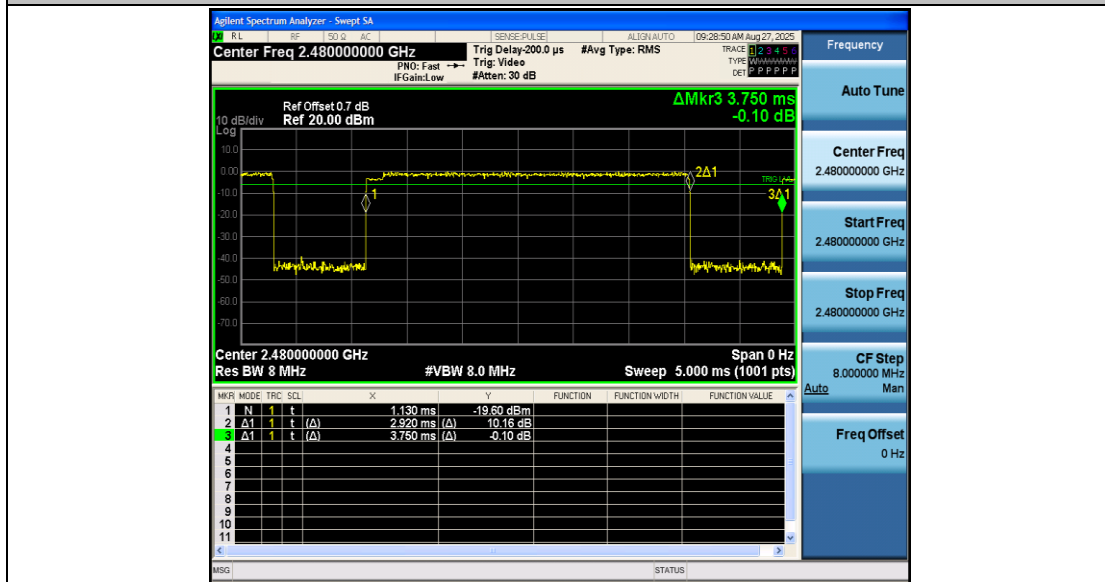 Agilent Spectrum Analyzer - Swept SA
RL RF 50 Ω AC SENSE:PULSE ALIGN AUTO 09:28:50 AM Aug 27, 2025
Center Freq 2.480000000 GHz Trig Delay-200.0 µs #Avg Type: RMS TRACE 1 2 3 4 5 6
PNO: Fast Trig: Video TYPE
IFGain:Low #Atten: 30 dB DET P P P P P P
Frequency
Auto Tune
Center Freq
2.480000000 GHz
Start Freq
2.480000000 GHz
Stop Freq
2.480000000 GHz
CF Step
8.000000 MHz
Auto Man
Freq Offset
0 Hz
ΔMkr3 3.750 ms
-0.10 dB
Ref Offset 0.7 dB
10 dB/div Ref 20.00 dBm
Log
10.0
0.00
-10.0
-20.0
-30.0
-40.0
-50.0
-60.0
-70.0
1
2Δ1
3Δ1
Center 2.480000000 GHz Span 0 Hz
Res BW 8 MHz #VBW 8.0 MHz Sweep 5.000 ms (1001 pts)
MKR MODE TRC SCL X Y FUNCTION FUNCTION WIDTH FUNCTION VALUE
1 N 1 t 1.130 ms -19.60 dBm
2 Δ1 1 t (Δ) 2.920 ms (Δ) 10.16 dB
3 Δ1 1 t (Δ) 3.750 ms (Δ) -0.10 dB
4
5
6
7
8
9
10
11
MSG STATUS